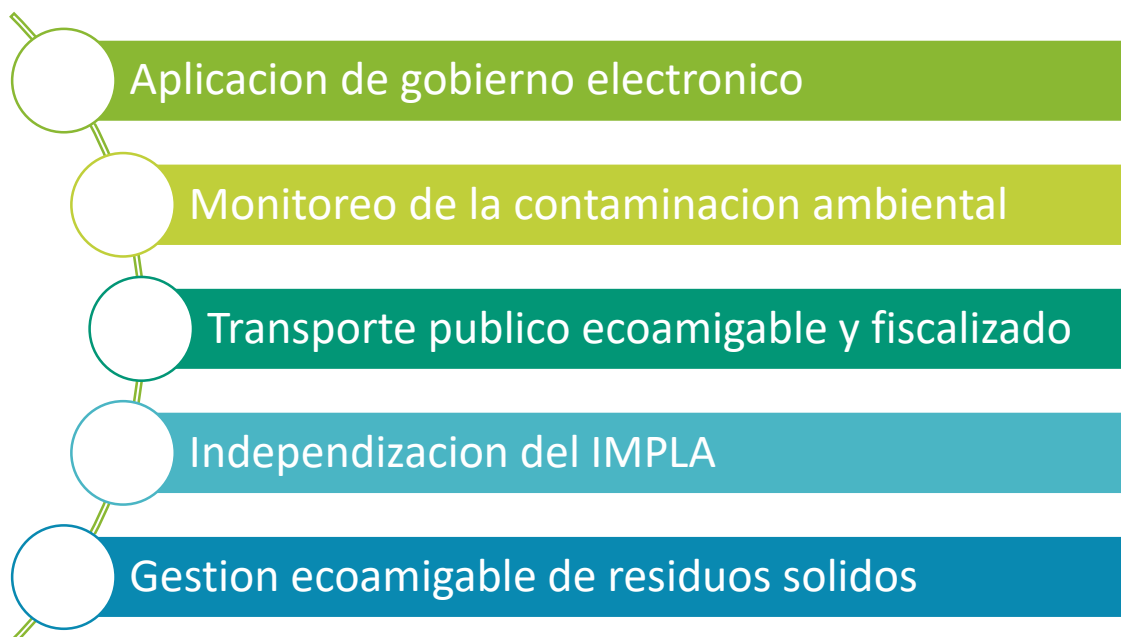 Aplicacion de gobierno electronico
Monitoreo de la contaminacion ambiental
Transporte publico ecoamigable y fiscalizado
Independizacion del IMPLA
Gestion ecoamigable de residuos solidos